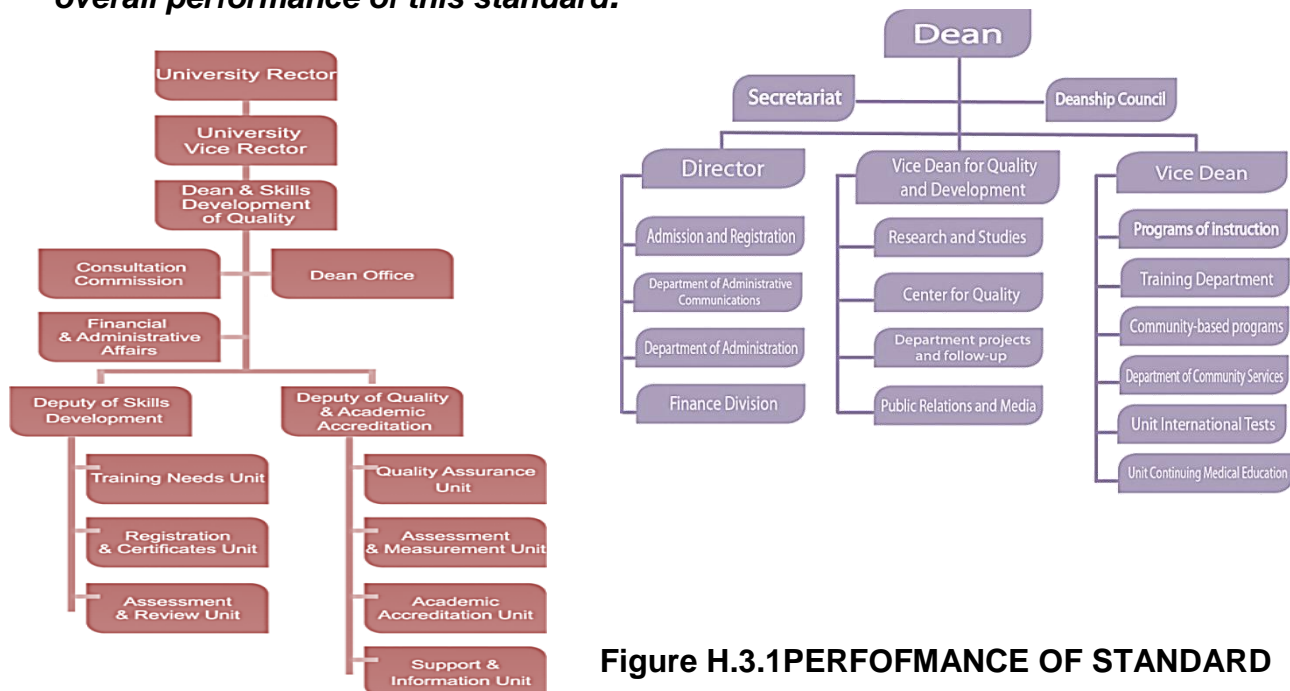 overall performance of this standard.
University Rector
University
Vice Rector
Dean & Skills
Development
of Quality
Consultation
Commission
Dean Office
Financial
& Administrative
Affairs
Deputy of Skills
Development
Deputy of Quality
& Academic
Accreditation
Training Needs Unit
Registration
& Certificates Unit
Assessment
& Review Unit
Quality Assurance
Unit
Assessment
& Measurement Unit
Academic
Accreditation Unit
Support &
Information Unit
Dean
Secretariat
Deanship Council
Director
Admission and Registration
Department of Administrative
Communications
Department of Administration
Finance Division
Vice Dean for Quality
and Development
Research and Studies
Center for Quality
Department projects
and follow-up
Public Relations and Media
Vice Dean
Programs of instruction
Training Department
Community-based programs
Department of Community Services
Unit International Tests
Unit Continuing Medical Education
Figure H.3.1PERFOFMANCE OF STANDARD